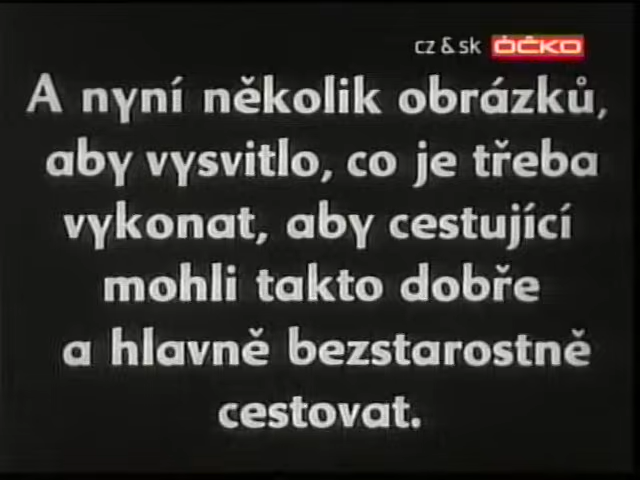 cz & sk ÓČKO
A nyní několik obrázků,
aby vysvitlo, co je třeba
vykonat, aby cestující
mohli takto dobře
a hlavně bezstarostně
cestovat.